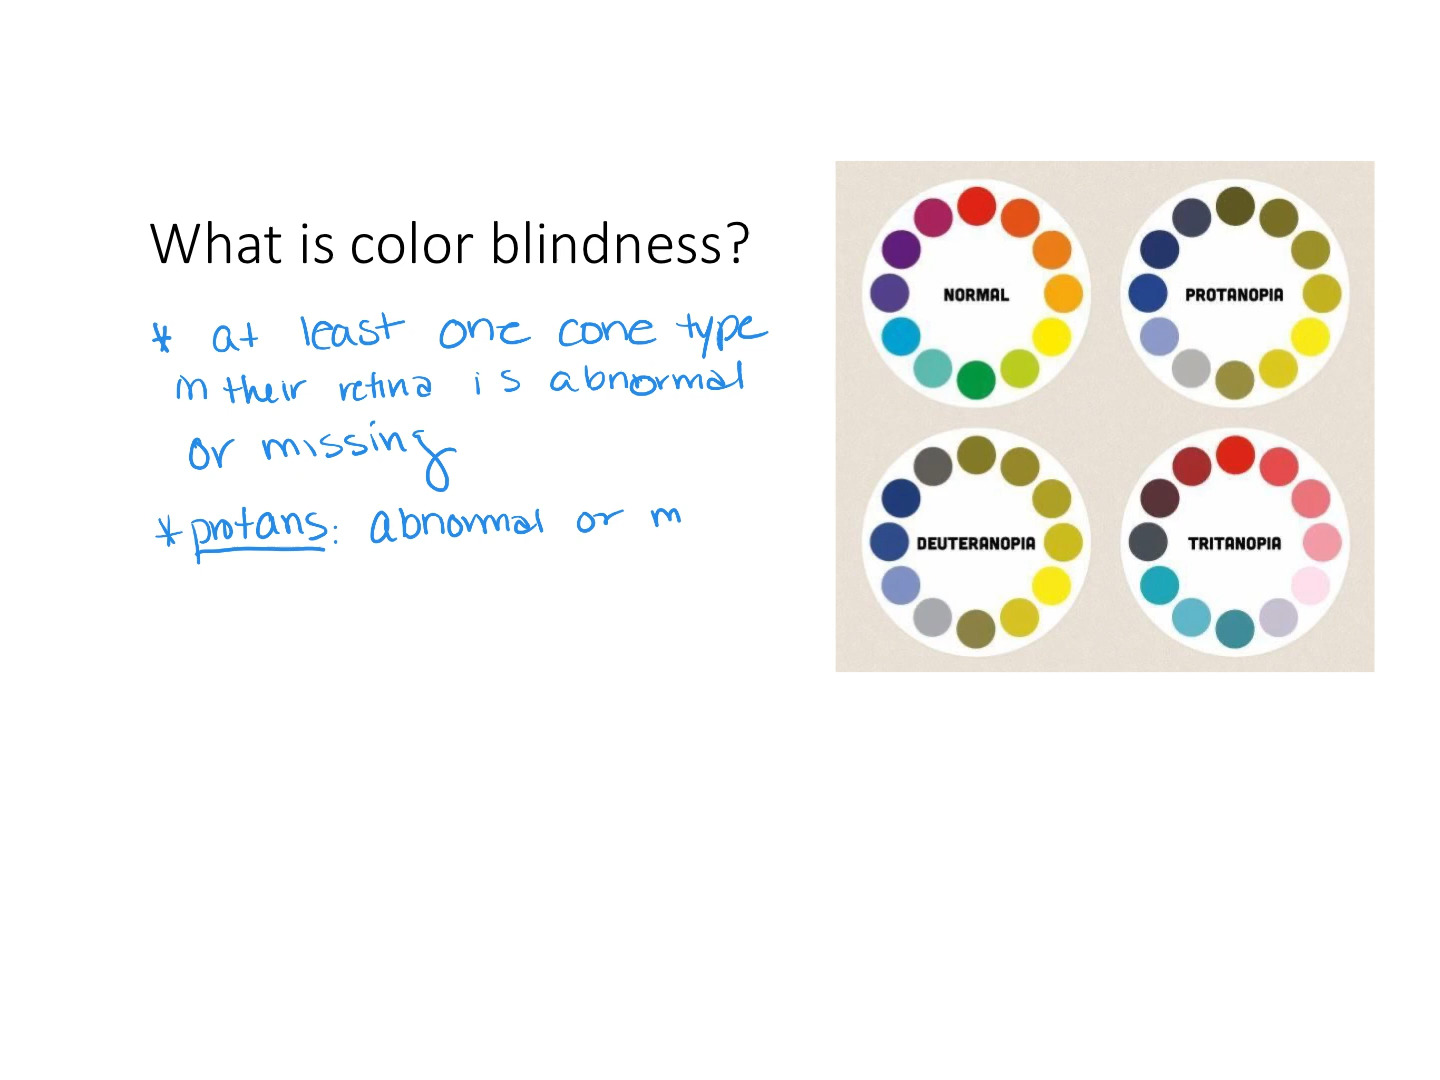 What is color blindness?
* at least one cone type
in their retina is abnormal
or missing
* protans: abnormal or m
NORMAL
PROTANOPIA
DEUTERANOPIA
TRITANOPIA